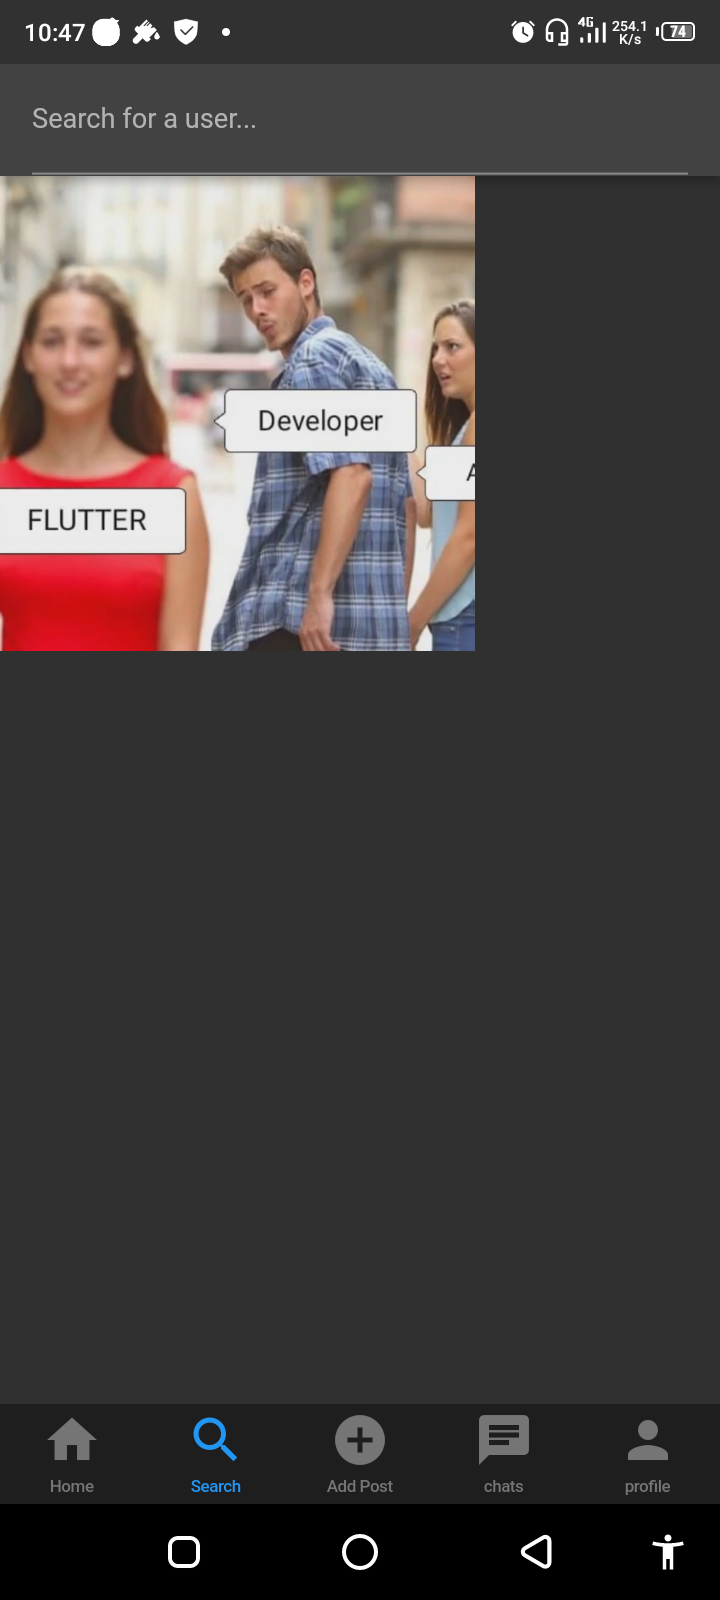 10:47
4G
254.1
K/s
74
Search for a user...
Developer
A
FLUTTER
Home
Search
Add Post
chats
profile